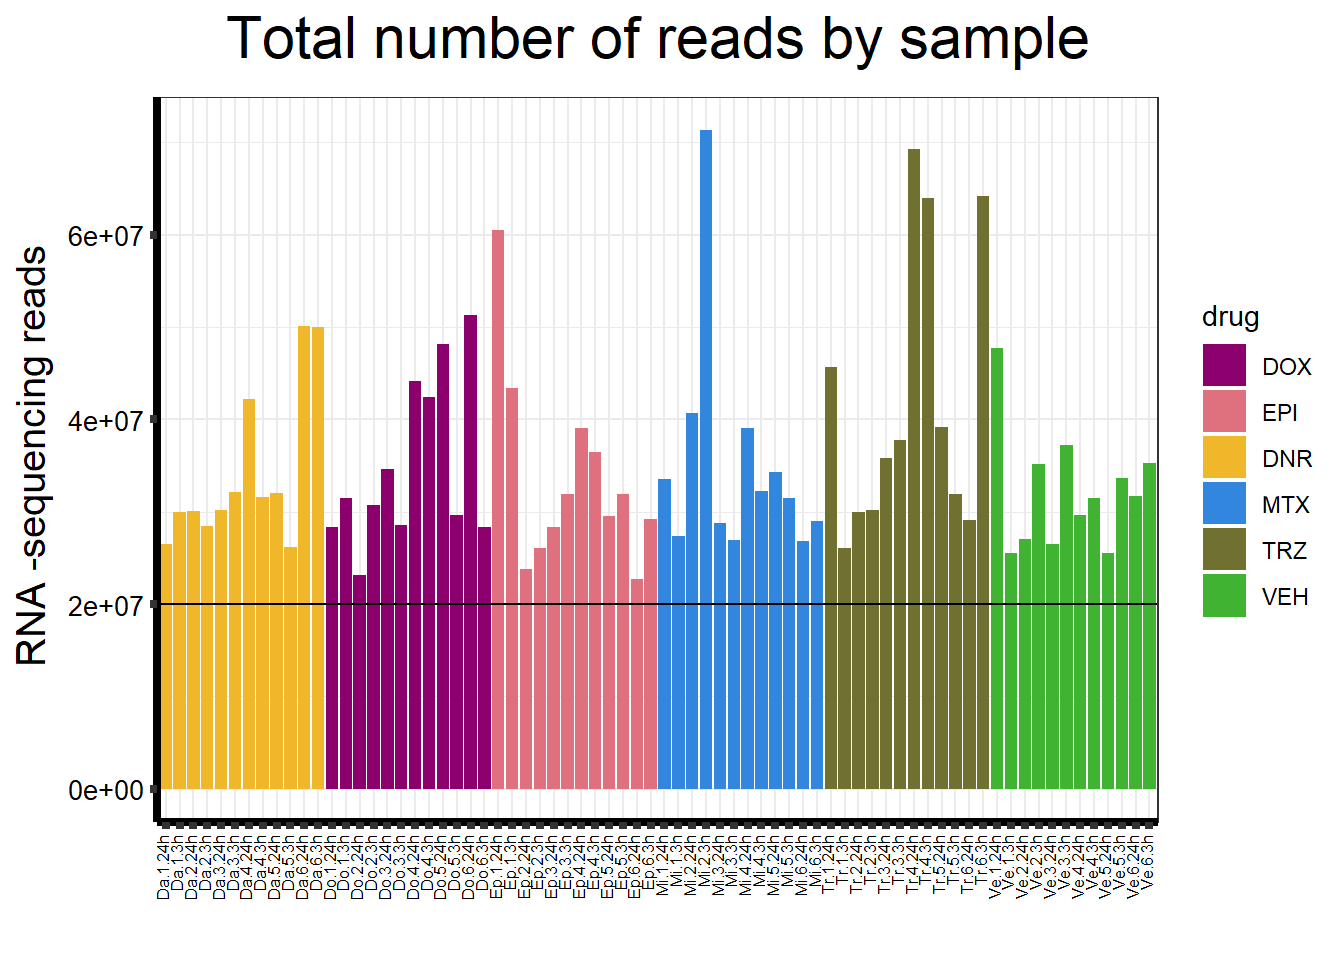 Total number of reads by sample
RNA -sequencing reads
6e+07
4e+07
2e+07
0e+00
Da.1.24h
Da.1.3h
Da.2.24h
Da.2.3h
Da.3.24h
Da.3.3h
Da.4.24h
Da.4.3h
Da.5.24h
Da.5.3h
Da.6.24h
Da.6.3h
Do.1.24h
Do.1.3h
Do.2.24h
Do.2.3h
Do.3.24h
Do.3.3h
Do.4.24h
Do.4.3h
Do.5.24h
Do.5.3h
Do.6.24h
Do.6.3h
Ep.1.24h
Ep.1.3h
Ep.2.24h
Ep.2.3h
Ep.3.24h
Ep.3.3h
Ep.4.24h
Ep.4.3h
Ep.5.24h
Ep.5.3h
Ep.6.24h
Ep.6.3h
Mi.1.24h
Mi.1.3h
Mi.2.24h
Mi.2.3h
Mi.3.24h
Mi.3.3h
Mi.4.24h
Mi.4.3h
Mi.5.24h
Mi.5.3h
Mi.6.24h
Mi.6.3h
Tr.1.24h
Tr.1.3h
Tr.2.24h
Tr.2.3h
Tr.3.24h
Tr.3.3h
Tr.4.24h
Tr.4.3h
Tr.5.24h
Tr.5.3h
Tr.6.24h
Tr.6.3h
Ve.1.24h
Ve.1.3h
Ve.2.24h
Ve.2.3h
Ve.3.24h
Ve.3.3h
Ve.4.24h
Ve.4.3h
Ve.5.24h
Ve.5.3h
Ve.6.24h
Ve.6.3h
drug
DOX
EPI
DNR
MTX
TRZ
VEH